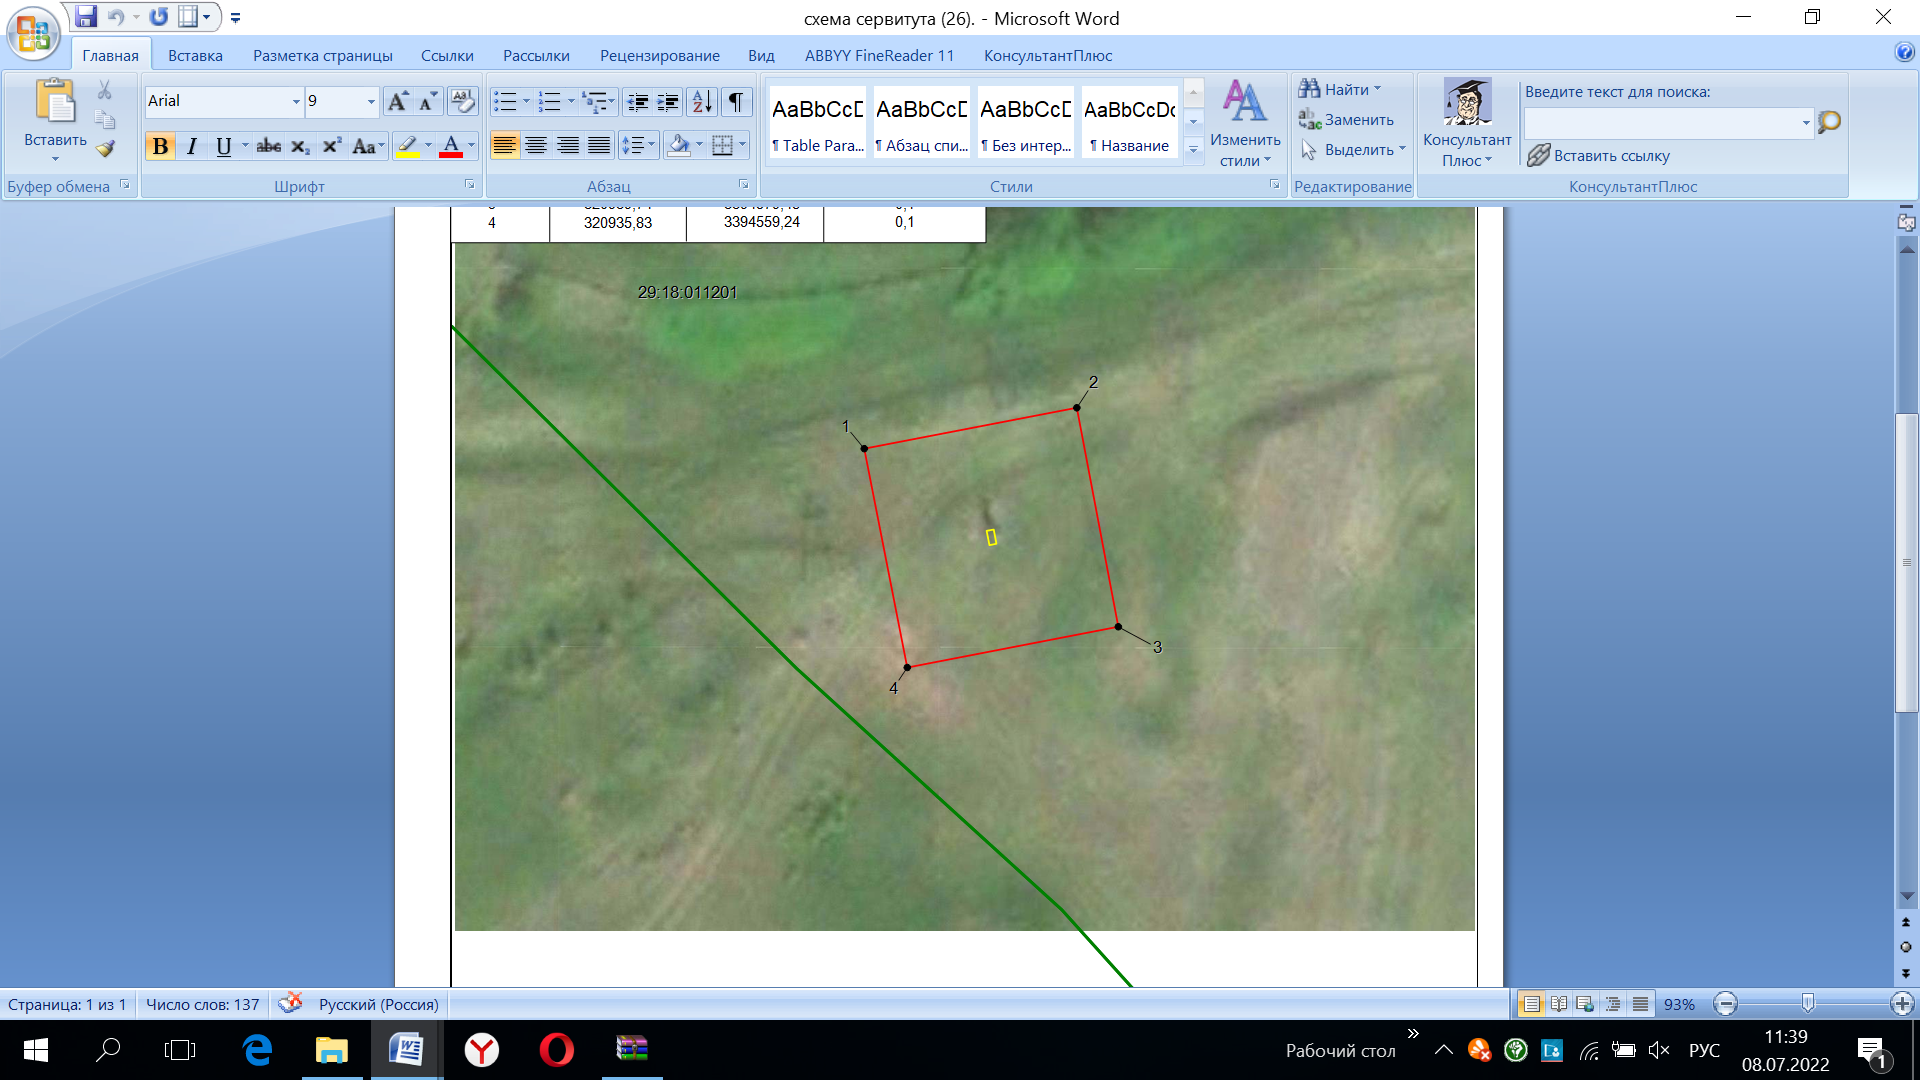 схема сервитута (26). - Microsoft Word
Главная Вставка Разметка страницы Ссылки Рассылки Рецензирование Вид ABBYY FineReader 11 КонсультантПлюс
Вставить
Буфер обмена
Arial 9
Шрифт
Абзац
AaBbCcD AaBbCcD AaBbCcD AaBbCcDc
¶ Table Para... ¶ Абзац спи... ¶ Без интер... ¶ Название
Изменить стили
Стили
Найти
Заменить
Выделить
Редактирование
Консультант Плюс
Введите текст для поиска:
Вставить ссылку
КонсультантПлюс
4 320935,83 3394559,24 0,1
29:18:011201
2
1
3
4
Страница: 1 из 1 Число слов: 137 Русский (Россия) 93%
Рабочий стол РУС 11:39
08.07.2022 1